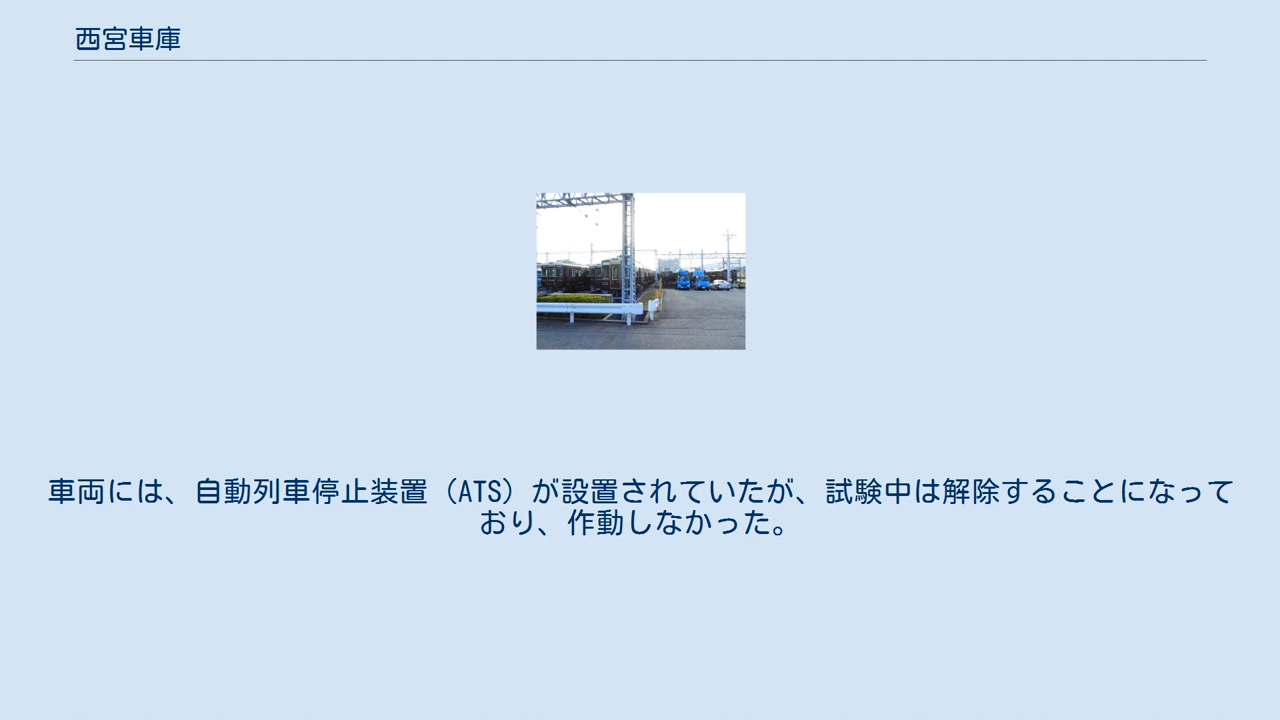 西宮車庫
車両には、自動列車停止装置（ATS）が設置されていたが、試験中は解除することになって
おり、作動しなかった。